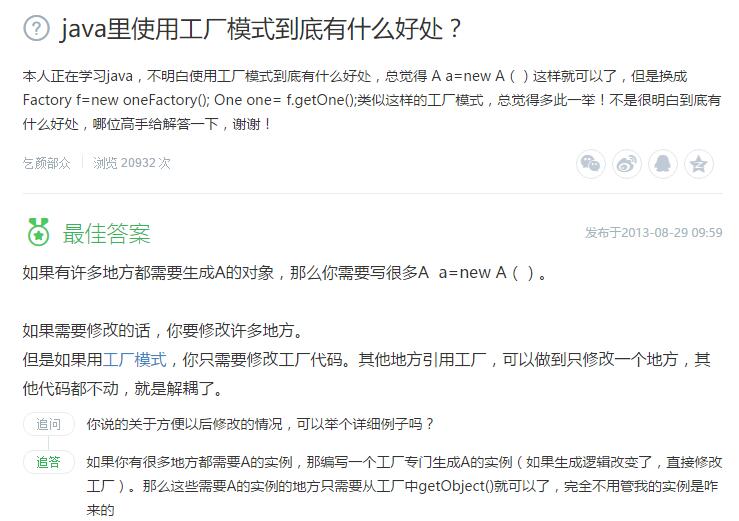 java里使用工厂模式到底有什么好处？
本人正在学习java，不明白使用工厂模式到底有什么好处，总觉得 A a=new A（）这样就可以了，但是换成
Factory f=new oneFactory(); One one= f.getOne();类似这样的工厂模式，总觉得多此一举！不是很明白到底有
什么好处，哪位高手给解答一下，谢谢！
乞颜部众 浏览 20932 次
最佳答案 发布于2013-08-29 09:59
如果有许多地方都需要生成A的对象，那么你需要写很多A a=new A（）。
如果需要修改的话，你要修改许多地方。
但是如果用工厂模式，你只需要修改工厂代码。其他地方引用工厂，可以做到只修改一个地方，其
他代码都不动，就是解耦了。
追问 你说的关于方便以后修改的情况，可以举个详细例子吗？
追答 如果你有很多地方都需要A的实例，那编写一个工厂专门生成A的实例（如果生成逻辑改变了，直接修改
工厂）。那么这些需要A的实例的地方只需要从工厂中getObject()就可以了，完全不用管我的实例是咋
来的